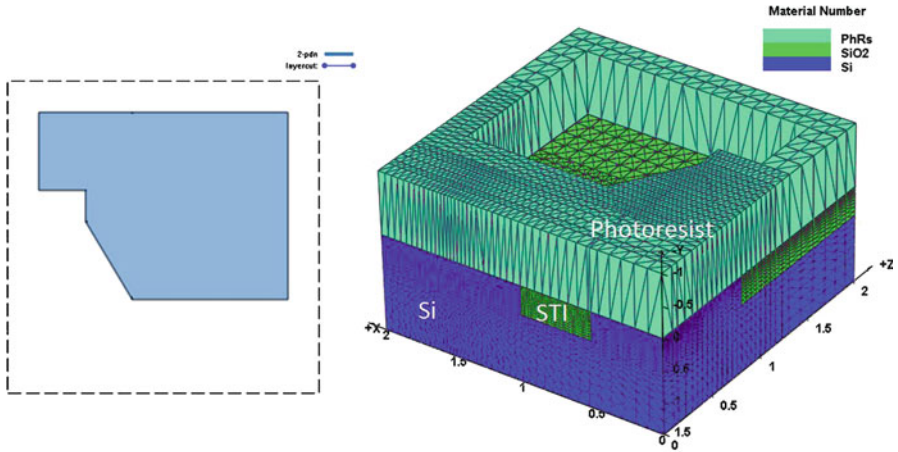 2-pdn
layercut:
Material Number
PhRs
SiO2
Si
Photoresist
-Y
-1
-0.5
0
0.5
1
1.5
+Z
2
1.5
1
0.5
0
Si
STI
+X
2
1.5
1
0.5
0